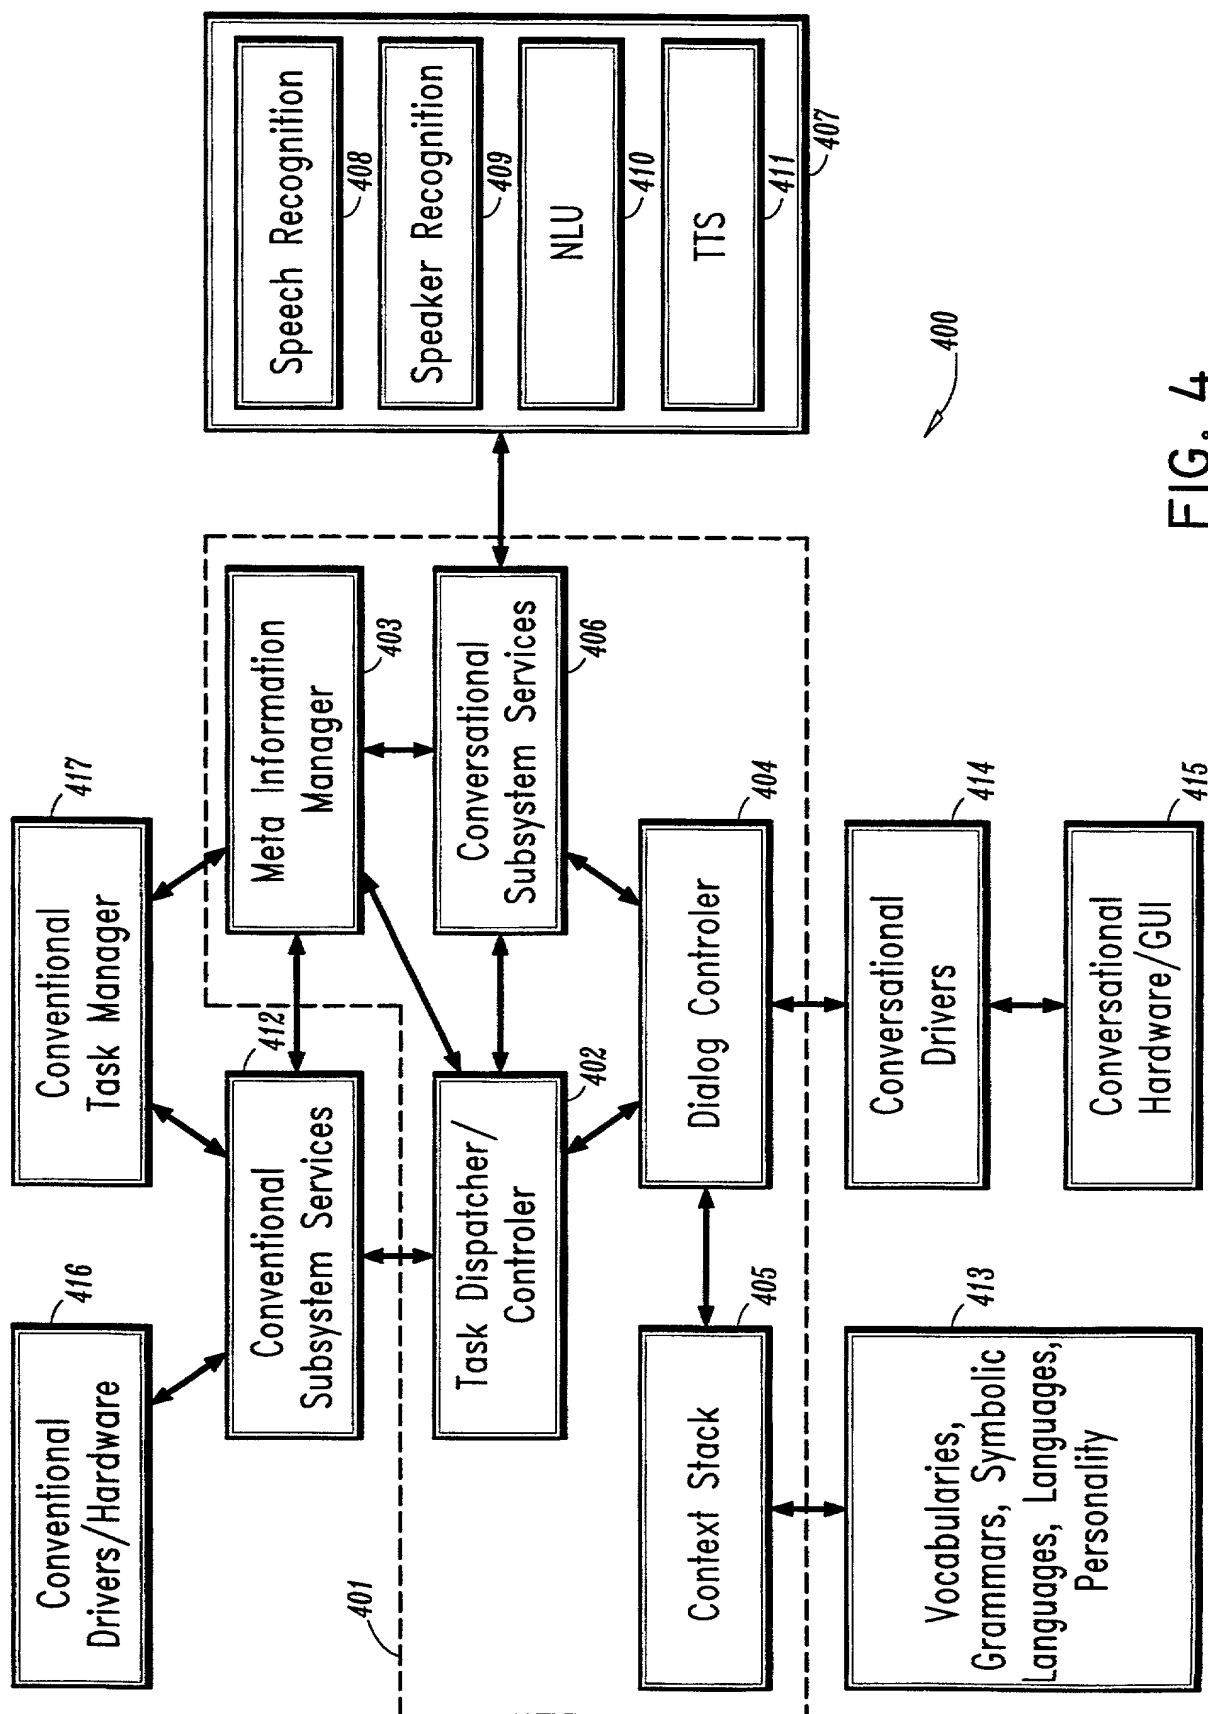 Conventional
Drivers/Hardware
416
Conventional
Task Manager
417
Conventional
Subsystem Services
412
Meta Information
Manager
403
401
Task Dispatcher/
Controler
402
Conversational
Subsystem Services
406
Speech Recognition
408
Speaker Recognition
409
NLU
410
TTS
411
407
Context Stack
405
Dialog Controler
404
Vocabularies,
Grammars, Symbolic
Languages, Languages,
Personality
413
Conversational
Drivers
414
Conversational
Hardware/GUI
415
400
FIG. 4